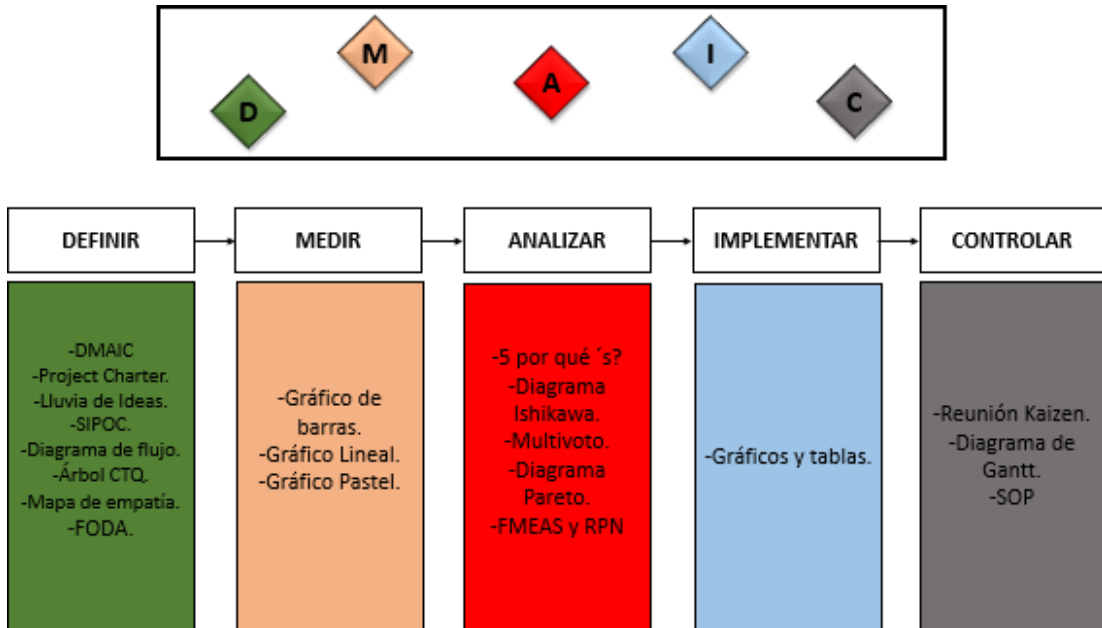 D
M
A
I
C
DEFINIR
MEDIR
ANALIZAR
IMPLEMENTAR
CONTROLAR
-DMAIC
-Project Charter.
-Lluvia de Ideas.
-SIPOC.
-Diagrama de flujo.
-Árbol CTQ.
-Mapa de empatía.
-FODA.
-Gráfico de
barras.
-Gráfico Lineal.
-Gráfico Pastel.
-5 por qué ´s?
-Diagrama
Ishikawa.
-Multivoto.
-Diagrama
Pareto.
-FMEAS y RPN
-Gráficos y tablas.
-Reunión Kaizen.
-Diagrama de
Gantt.
-SOP